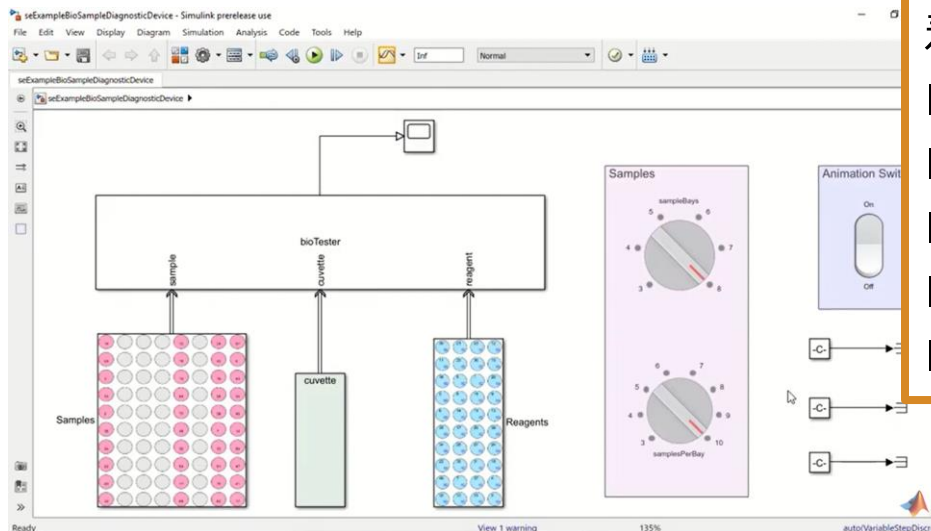 seExampleBioSampleDiagnosticDevice - Simulink prerelease use
File Edit View Display Diagram Simulation Analysis Code Tools Help
Inf Normal
seExampleBioSampleDiagnosticDevice
seExampleBioSampleDiagnosticDevice
Samples
Animation Swit
sampleBays
5 6
4 7
3 8
On
Off
bioTester
sample
cuvette
reagent
cuvette
Samples
Reagents
6 7
5 8
4 9
3 10
samplesPerBay
-C-
-C-
-C-
Ready
View 1 warning
135%
auto(VariableStepDiscr